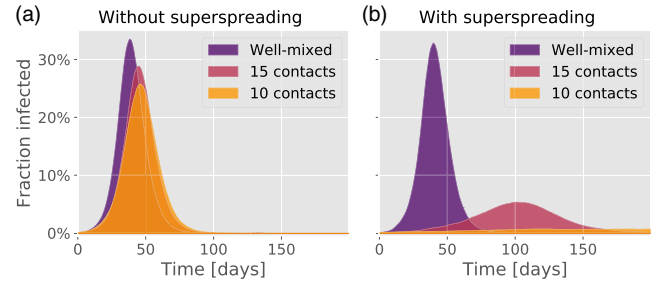 (a) Without superspreading
Well-mixed
15 contacts
10 contacts
Fraction infected
30%
20%
10%
0%
0 50 100 150
Time [days]
(b) With superspreading
Well-mixed
15 contacts
10 contacts
0 50 100 150
Time [days]